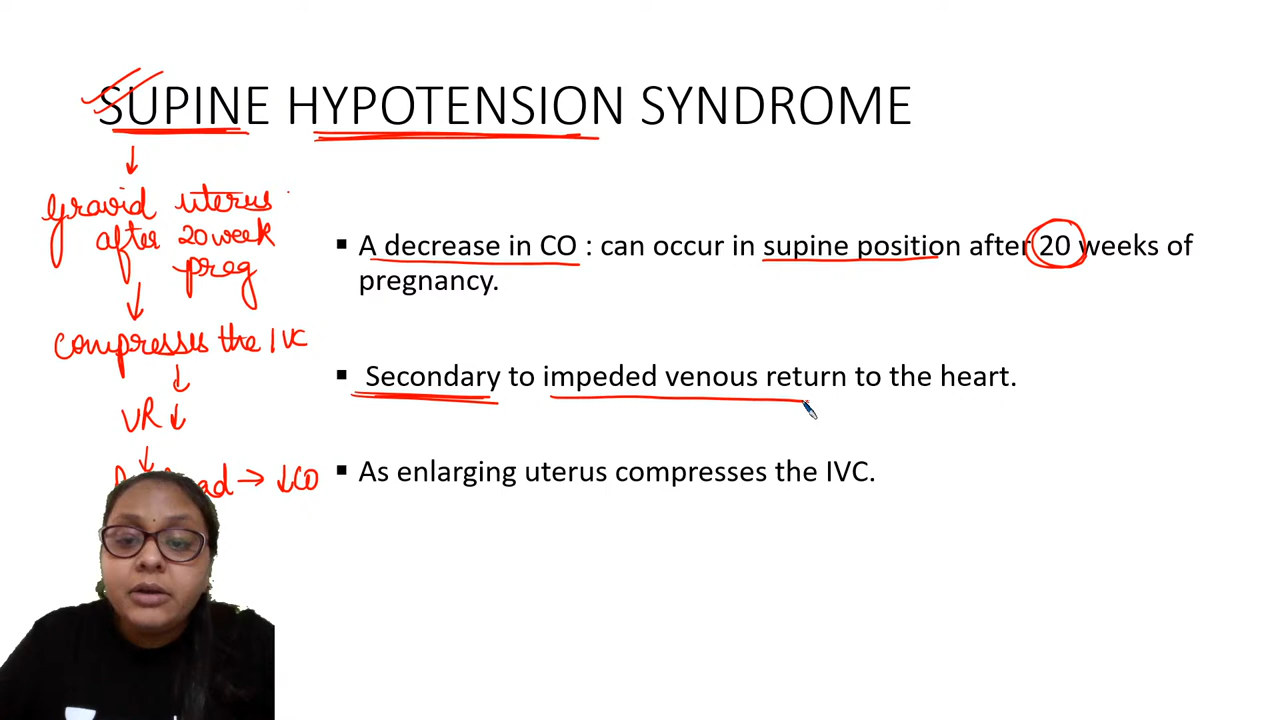 SUPINE HYPOTENSION SYNDROME
gravid uterus
after 20 week
preg
compresses the IVC
VR ↓
→ ↓CO
▪ A decrease in CO : can occur in supine position after 20 weeks of
pregnancy.
▪ Secondary to impeded venous return to the heart.
▪ As enlarging uterus compresses the IVC.